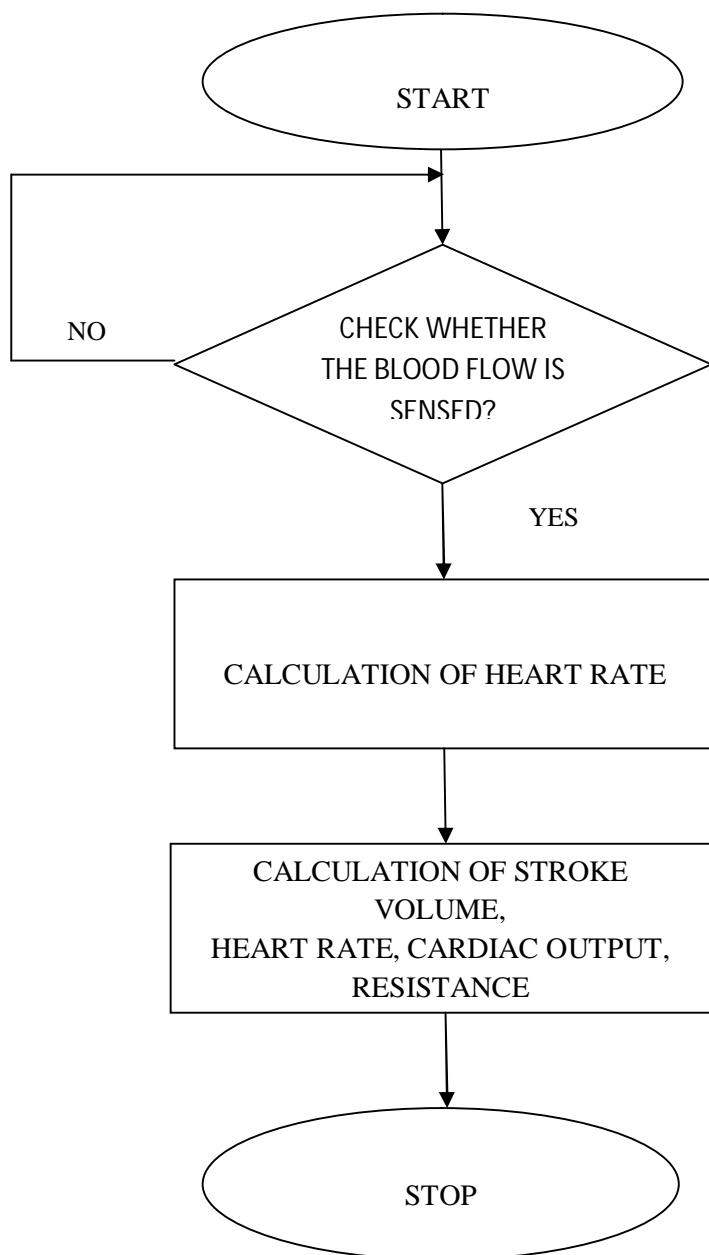 START
NO
CHECK WHETHER
THE BLOOD FLOW IS
SENSED?
YES
CALCULATION OF HEART RATE
CALCULATION OF STROKE
VOLUME,
HEART RATE, CARDIAC OUTPUT,
RESISTANCE
STOP